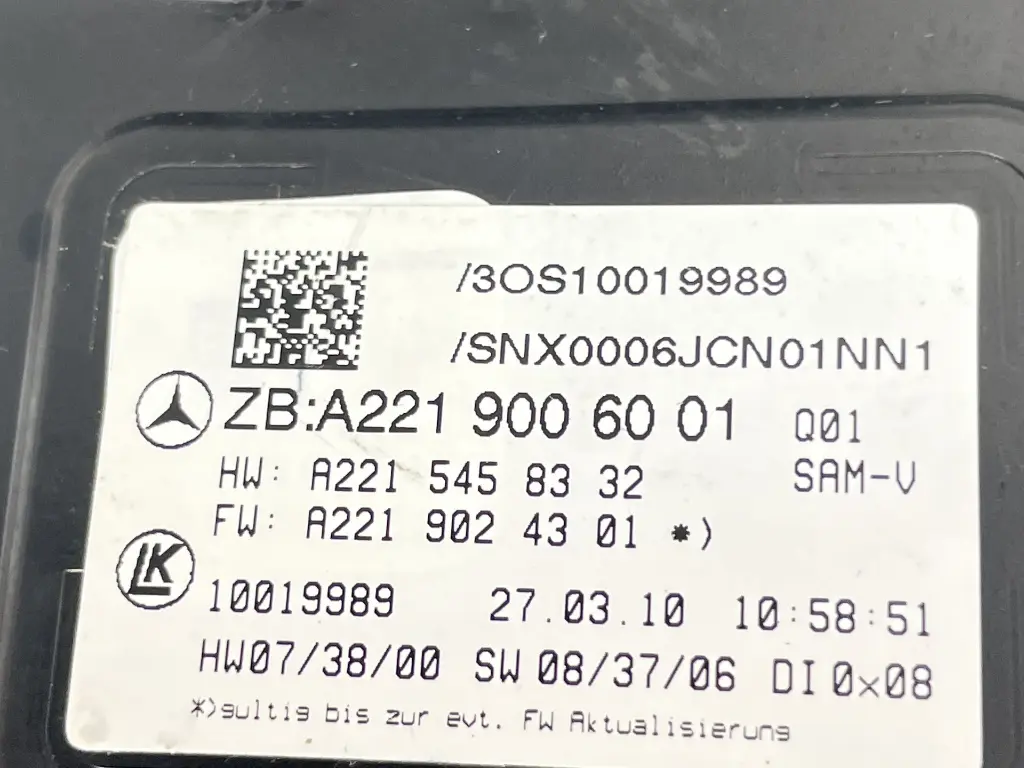 /3OS10019989
/SNX0006JCN01NN1
ZB:A221 900 60 01 Q01
HW: A221 545 83 32 SAM-V
FW: A221 902 43 01 *)
LK
10019989 27.03.10 10:58:51
HW07/38/00 SW 08/37/06 DI 0x08
*)gultig bis zur evt. FW Aktualisierung